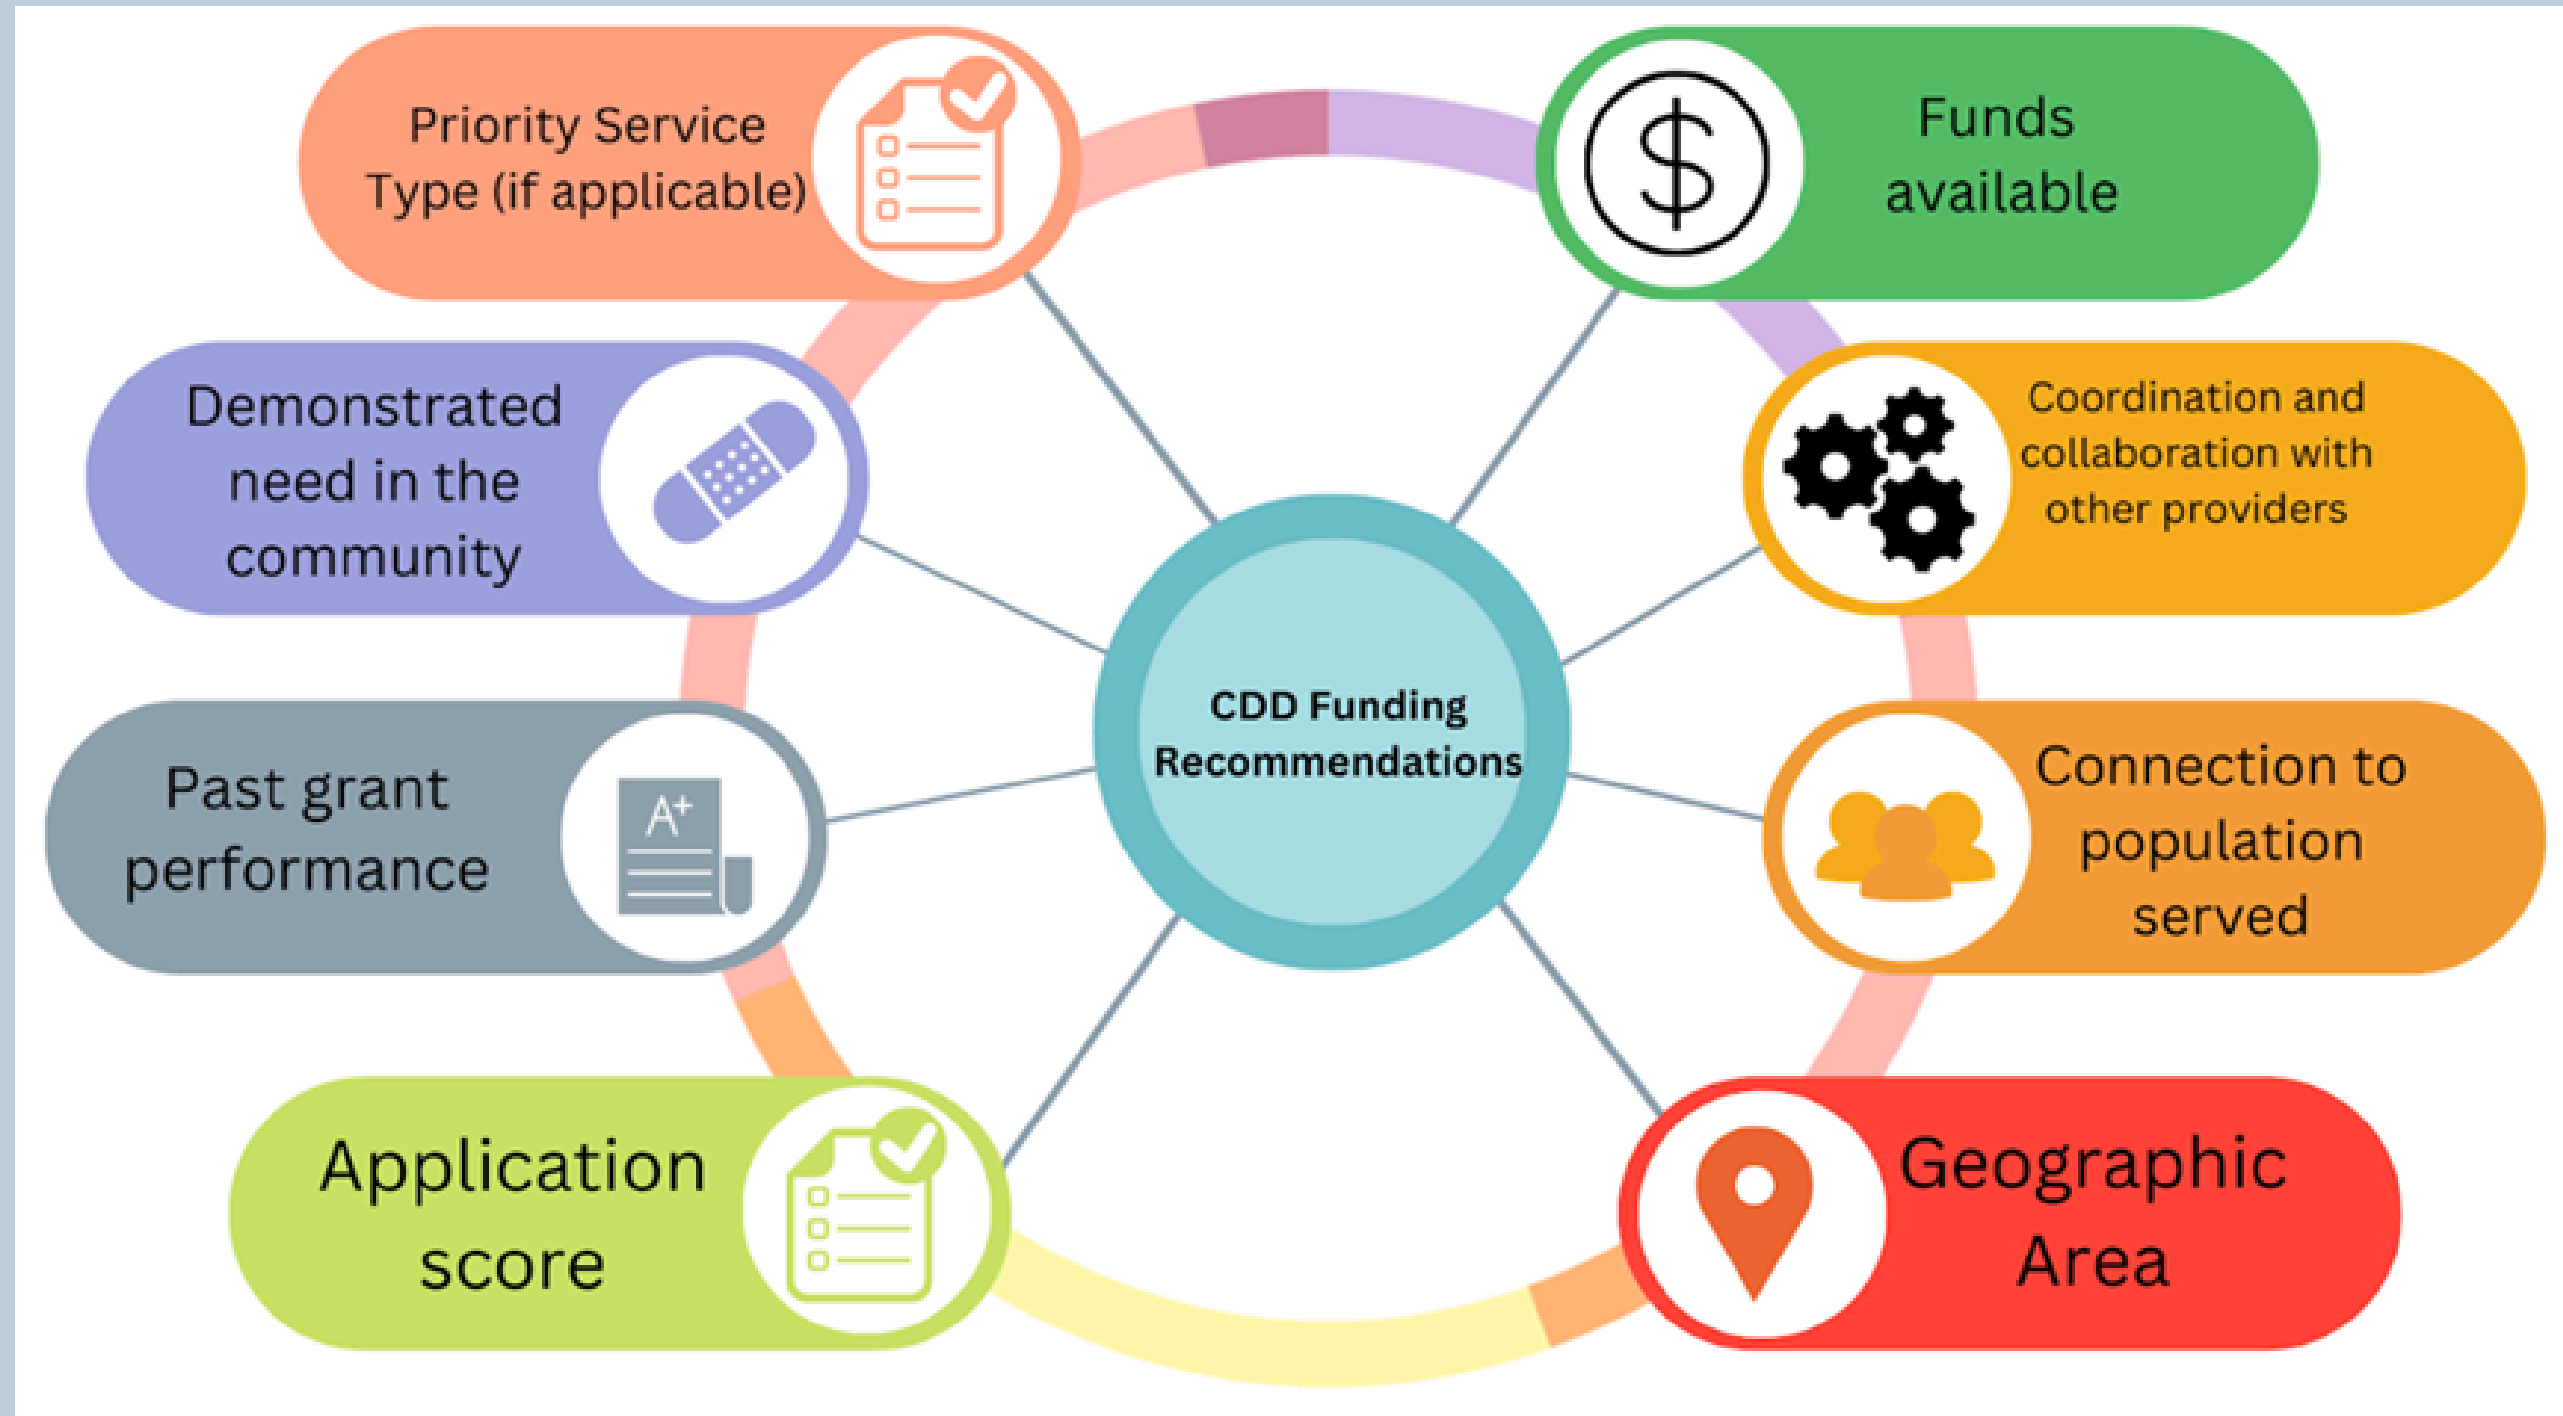 Priority Service
Type (if applicable)
Funds
available
Demonstrated
need in the
community
Coordination and
collaboration with
other providers
CDD Funding
Recommendations
Past grant
performance
A+
Connection to
population
served
Application
score
Geographic
Area
$